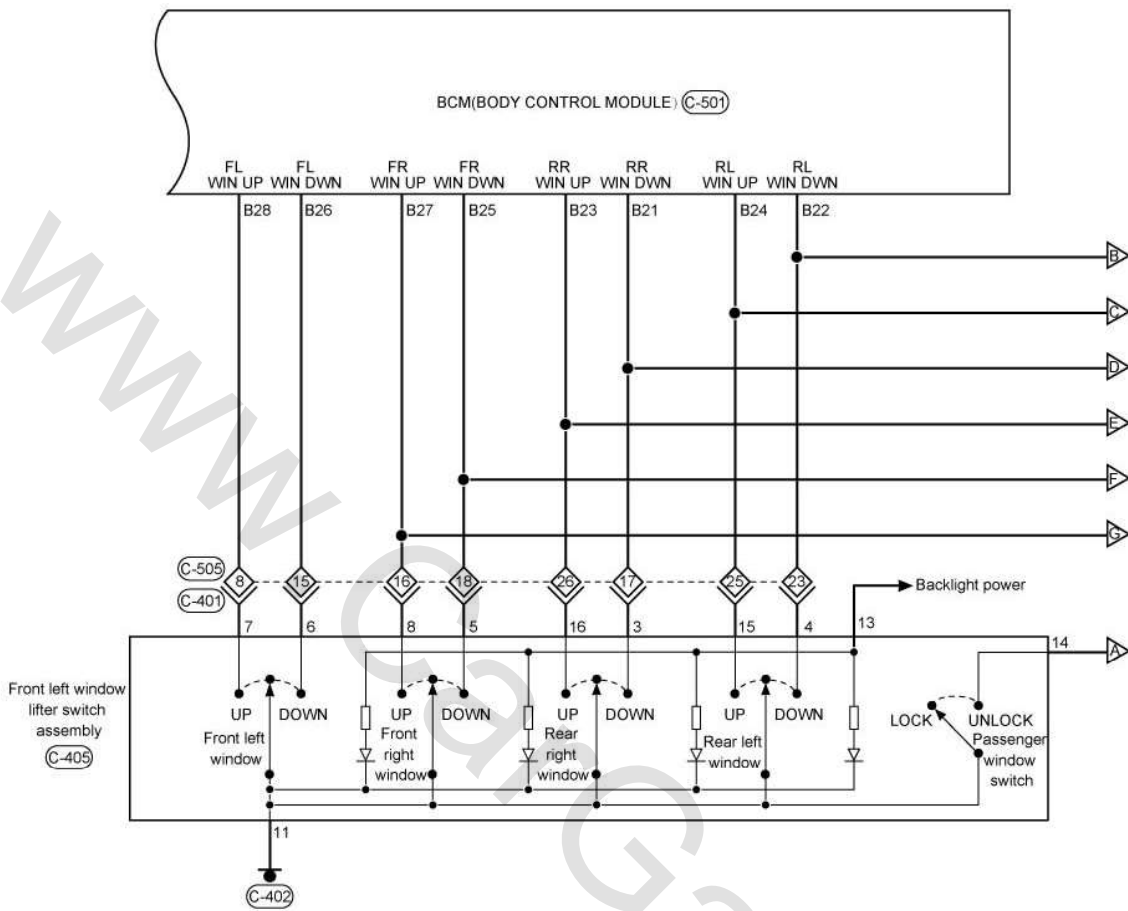 BCM(BODY CONTROL MODULE) C-501
FL WIN UP
FL WIN DWN
FR WIN UP
FR WIN DWN
RR WIN UP
RR WIN DWN
RL WIN UP
RL WIN DWN
B28 B26 B27 B25 B23 B21 B24 B22
B
C
D
E
F
G
C-505
8 15 16 18 26 17 25 23
C-401
Backlight power
7 6 8 5 16 3 15 4 13
14 A
Front left window
lifter switch
assembly
C-405
UP DOWN
Front left
window
UP DOWN
Front
right
window
UP DOWN
Rear
right
window
UP DOWN
Rear left
window
LOCK UNLOCK
Passenger
window
switch
11
C-402
www.CarGa